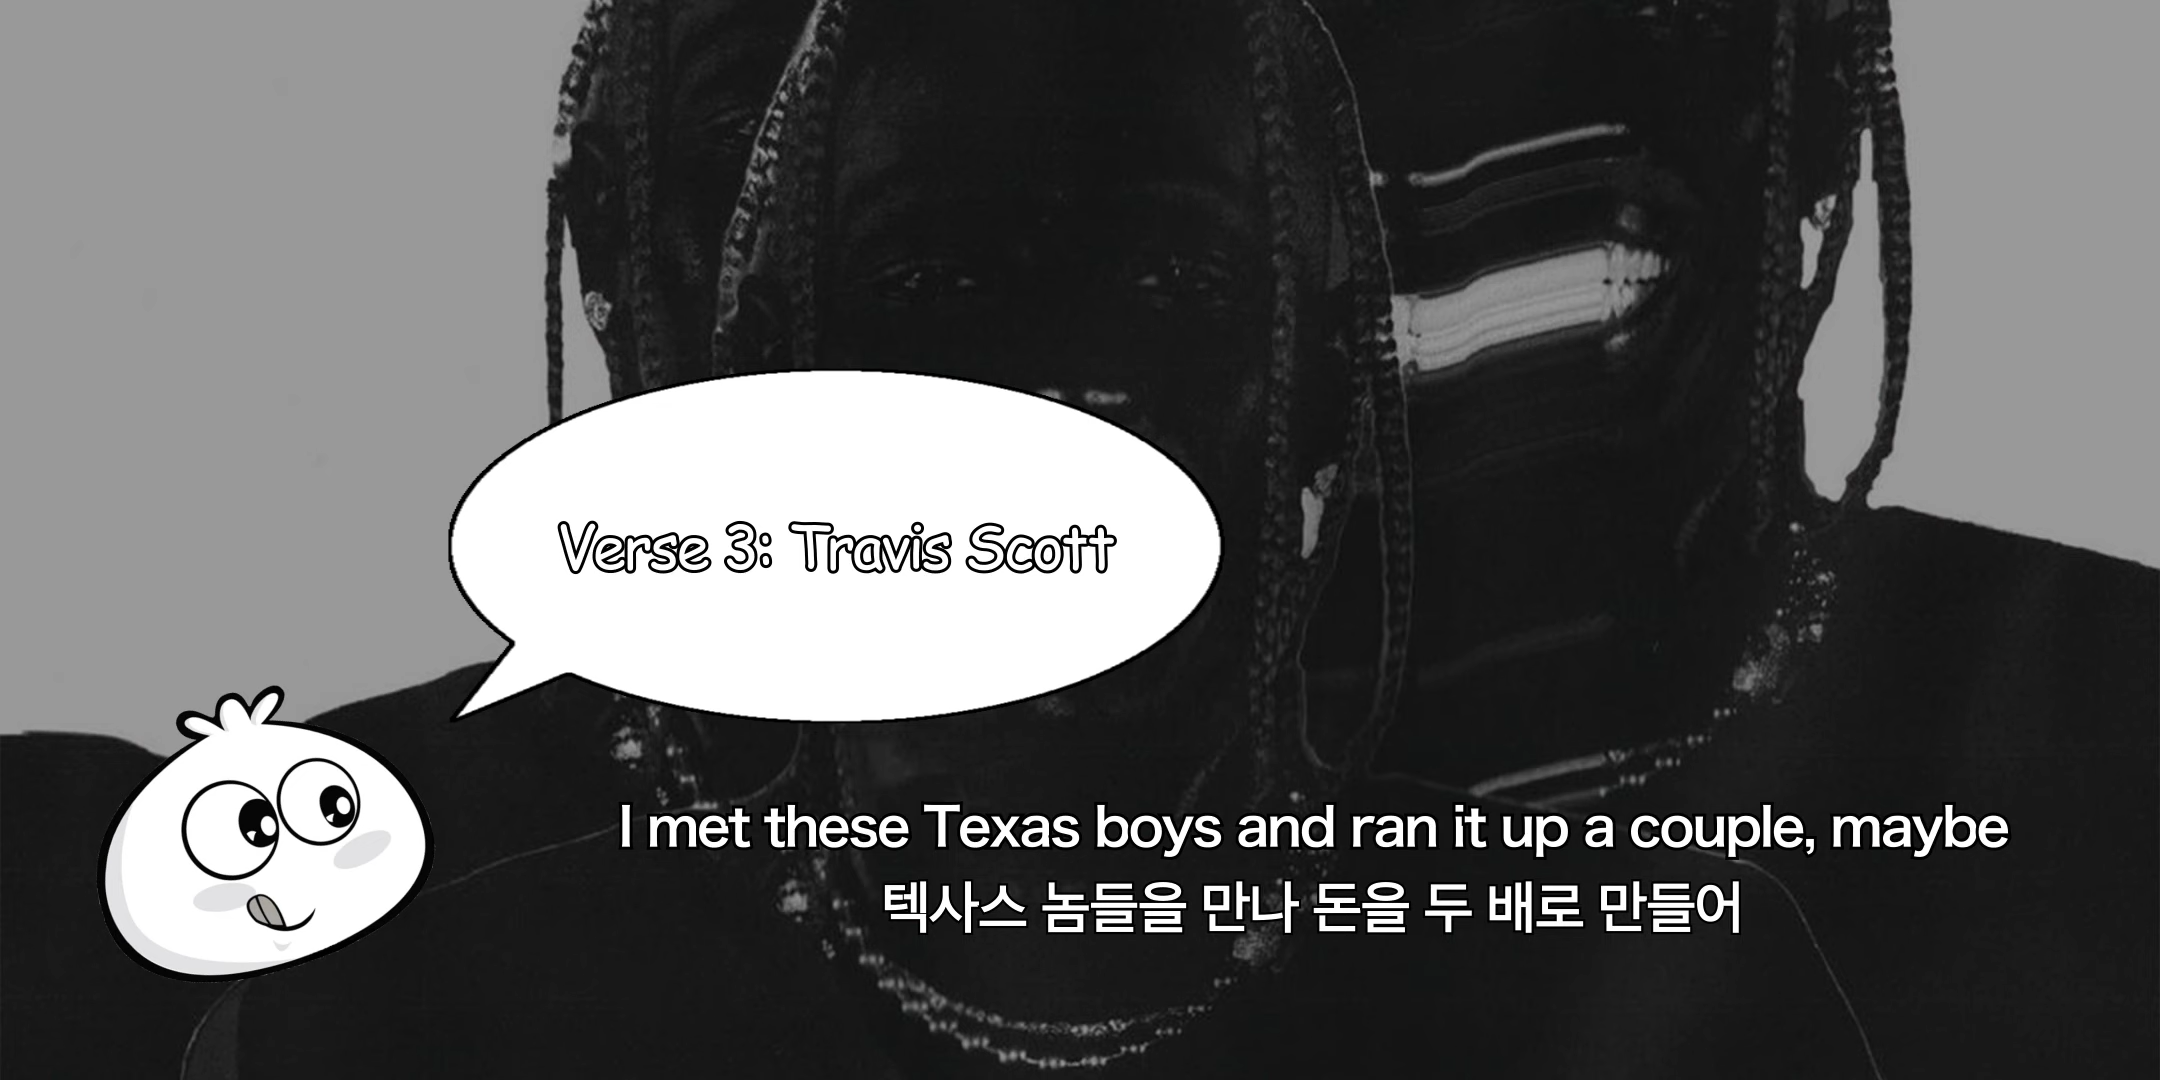 Verse 3: Travis Scott
I met these Texas boys and ran it up a couple, maybe
텍사스 놈들을 만나 돈을 두 배로 만들어